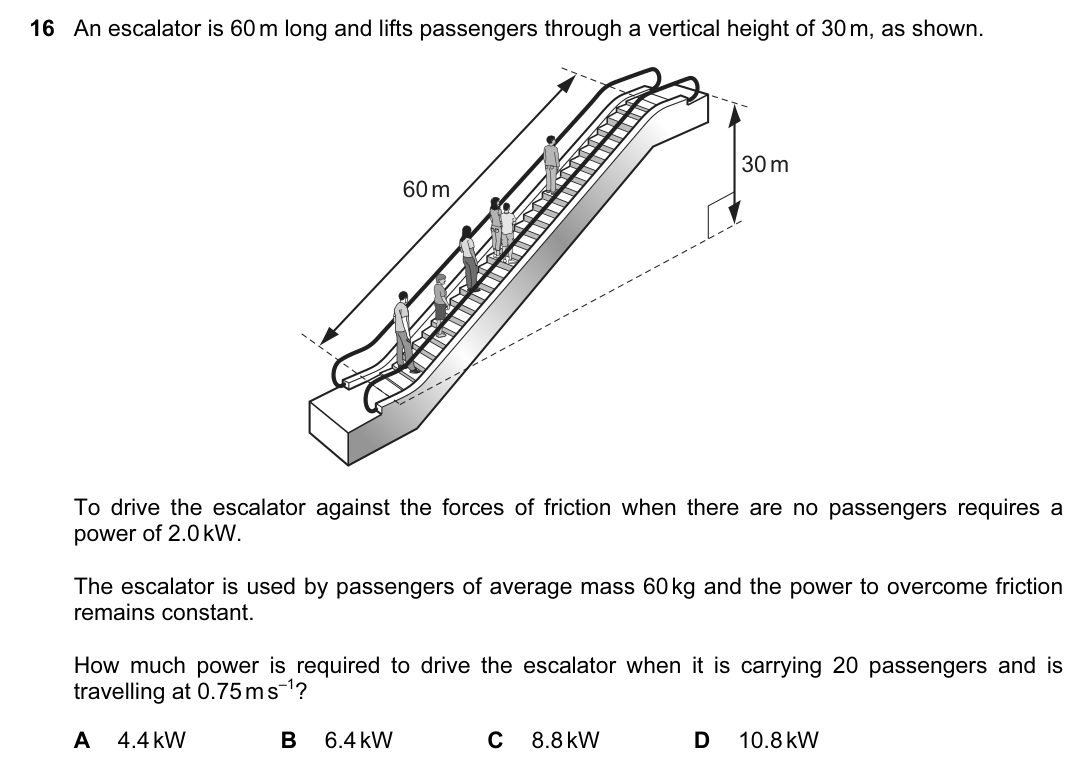 16 An escalator is 60 m long and lifts passengers through a vertical height of 30 m, as shown.
60 m
30 m
To drive the escalator against the forces of friction when there are no passengers requires a
power of 2.0 kW.
The escalator is used by passengers of average mass 60 kg and the power to overcome friction
remains constant.
How much power is required to drive the escalator when it is carrying 20 passengers and is
travelling at 0.75 m s⁻¹?
A 4.4 kW B 6.4 kW C 8.8 kW D 10.8 kW